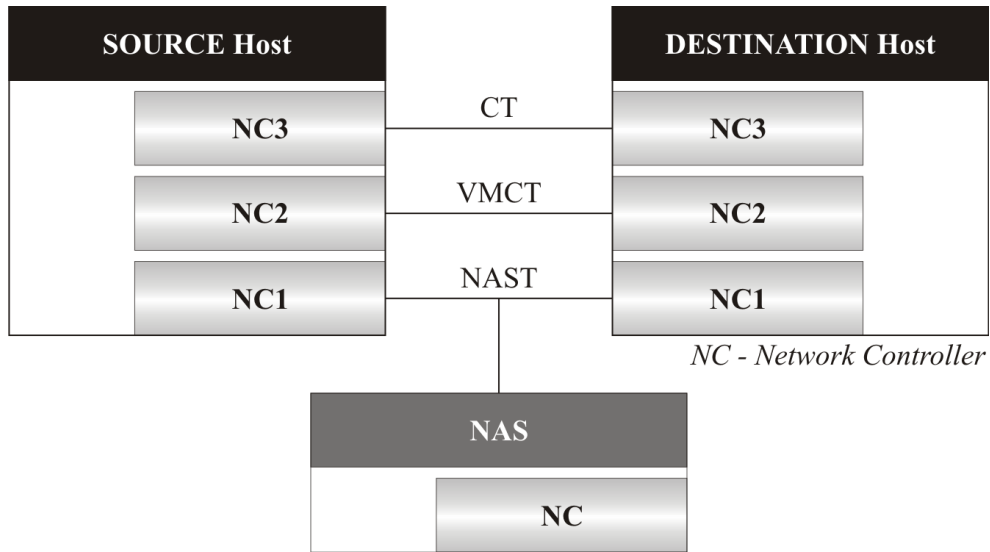 SOURCE Host
DESTINATION Host
NC3
CT
NC3
NC2
VMCT
NC2
NC1
NAST
NC1
NC - Network Controller
NAS
NC